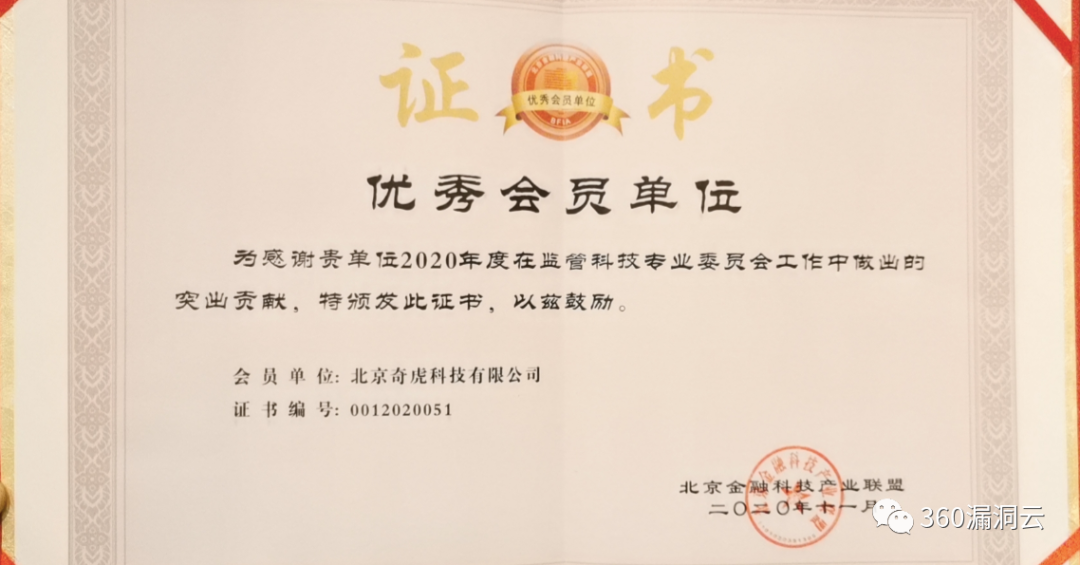 证 书
优秀会员单位
BFIA
优秀会员单位
为感谢贵单位2020年度在监管科技专业委员会工作中做出的
突出贡献，特颁发此证书，以兹鼓励。
会 员 单 位: 北京奇虎科技有限公司
证 书 编 号: 0012020051
北京金融科技产业联盟
二〇二〇年十一月
360漏洞云